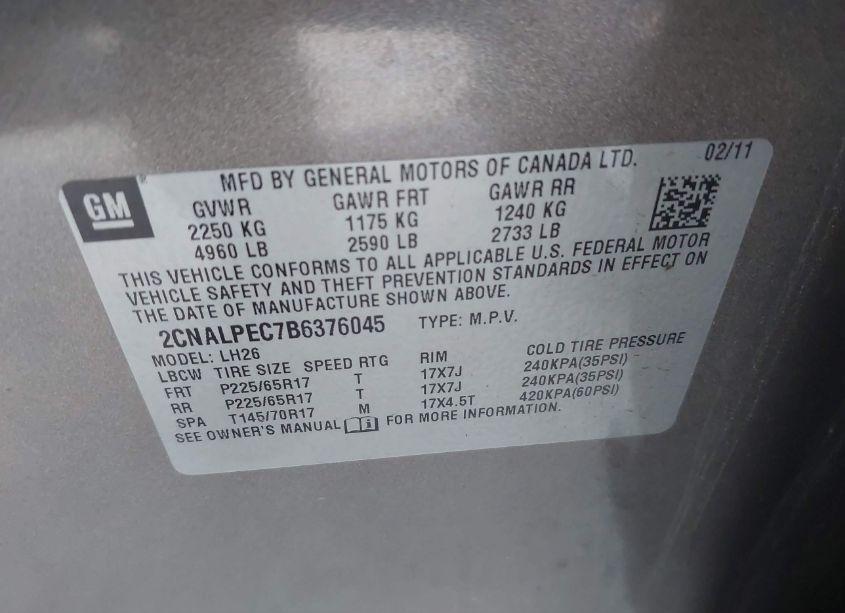 GM
MFD BY GENERAL MOTORS OF CANADA LTD. 02/11
GVWR GAWR FRT GAWR RR
2250 KG 1175 KG 1240 KG
4960 LB 2590 LB 2733 LB
THIS VEHICLE CONFORMS TO ALL APPLICABLE U.S. FEDERAL MOTOR
VEHICLE SAFETY AND THEFT PREVENTION STANDARDS IN EFFECT ON
THE DATE OF MANUFACTURE SHOWN ABOVE.
2CNALPEC7B6376045 TYPE: M.P.V.
MODEL: LH26
LBCW TIRE SIZE SPEED RTG RIM COLD TIRE PRESSURE
FRT P225/65R17 T 17X7J 240KPA(35PSI)
RR P225/65R17 T 17X7J 240KPA(35PSI)
SPA T145/70R17 M 17X4.5T 420KPA(60PSI)
SEE OWNER'S MANUAL FOR MORE INFORMATION.